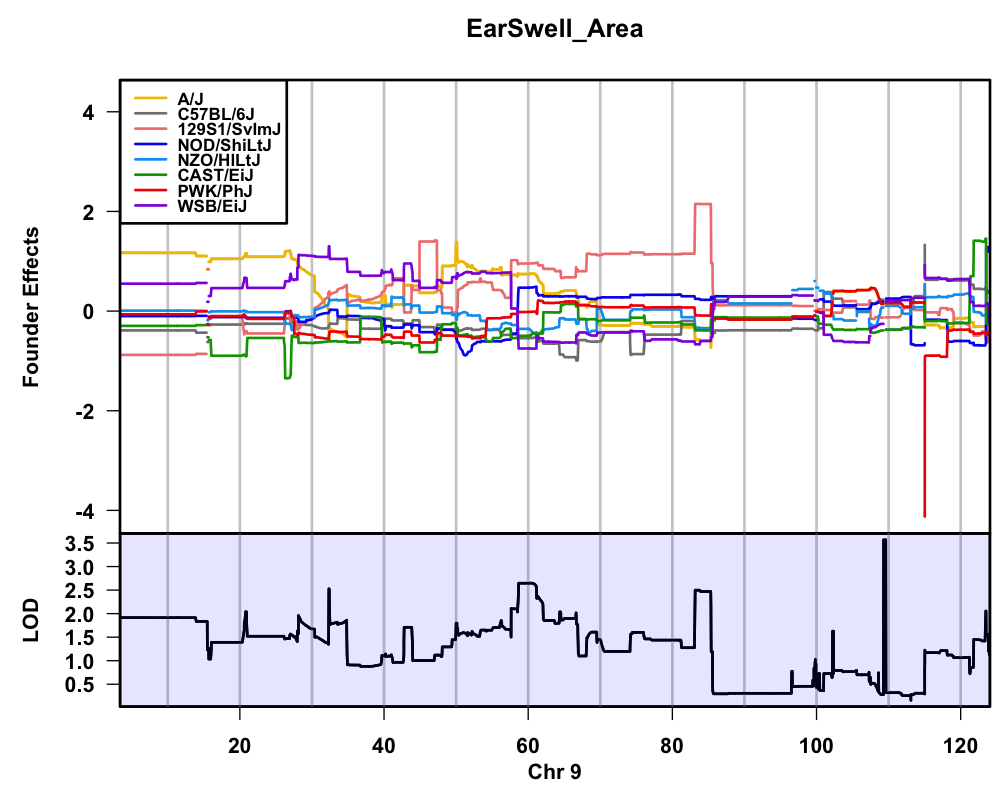 EarSwell_Area
A/J
C57BL/6J
129S1/SvImJ
NOD/ShiLtJ
NZO/HILtJ
CAST/EiJ
PWK/PhJ
WSB/EiJ
Founder Effects
4
2
0
-2
-4
LOD
3.5
3.0
2.5
2.0
1.5
1.0
0.5
20 40 60 80 100 120
Chr 9